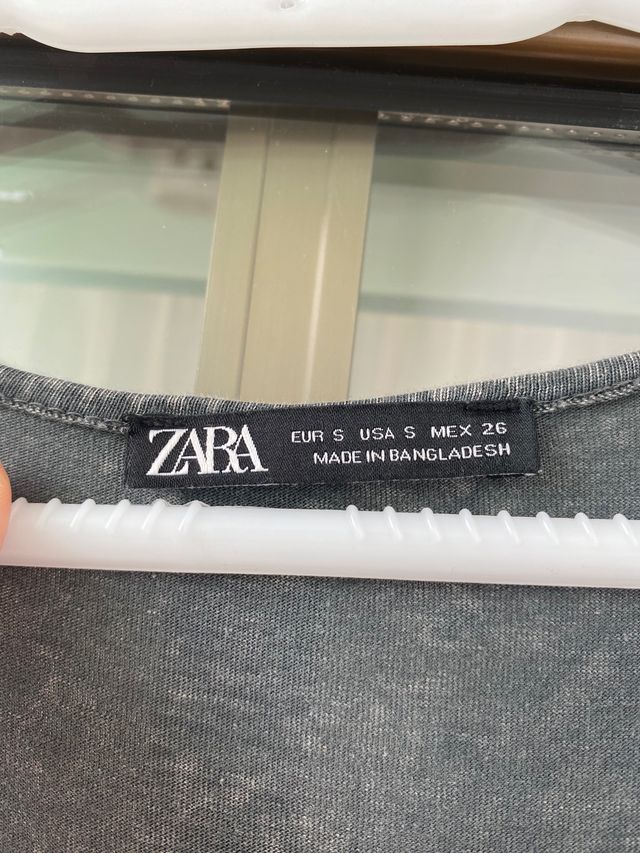 ZARA
EUR S USA S MEX 26
MADE IN BANGLADESH